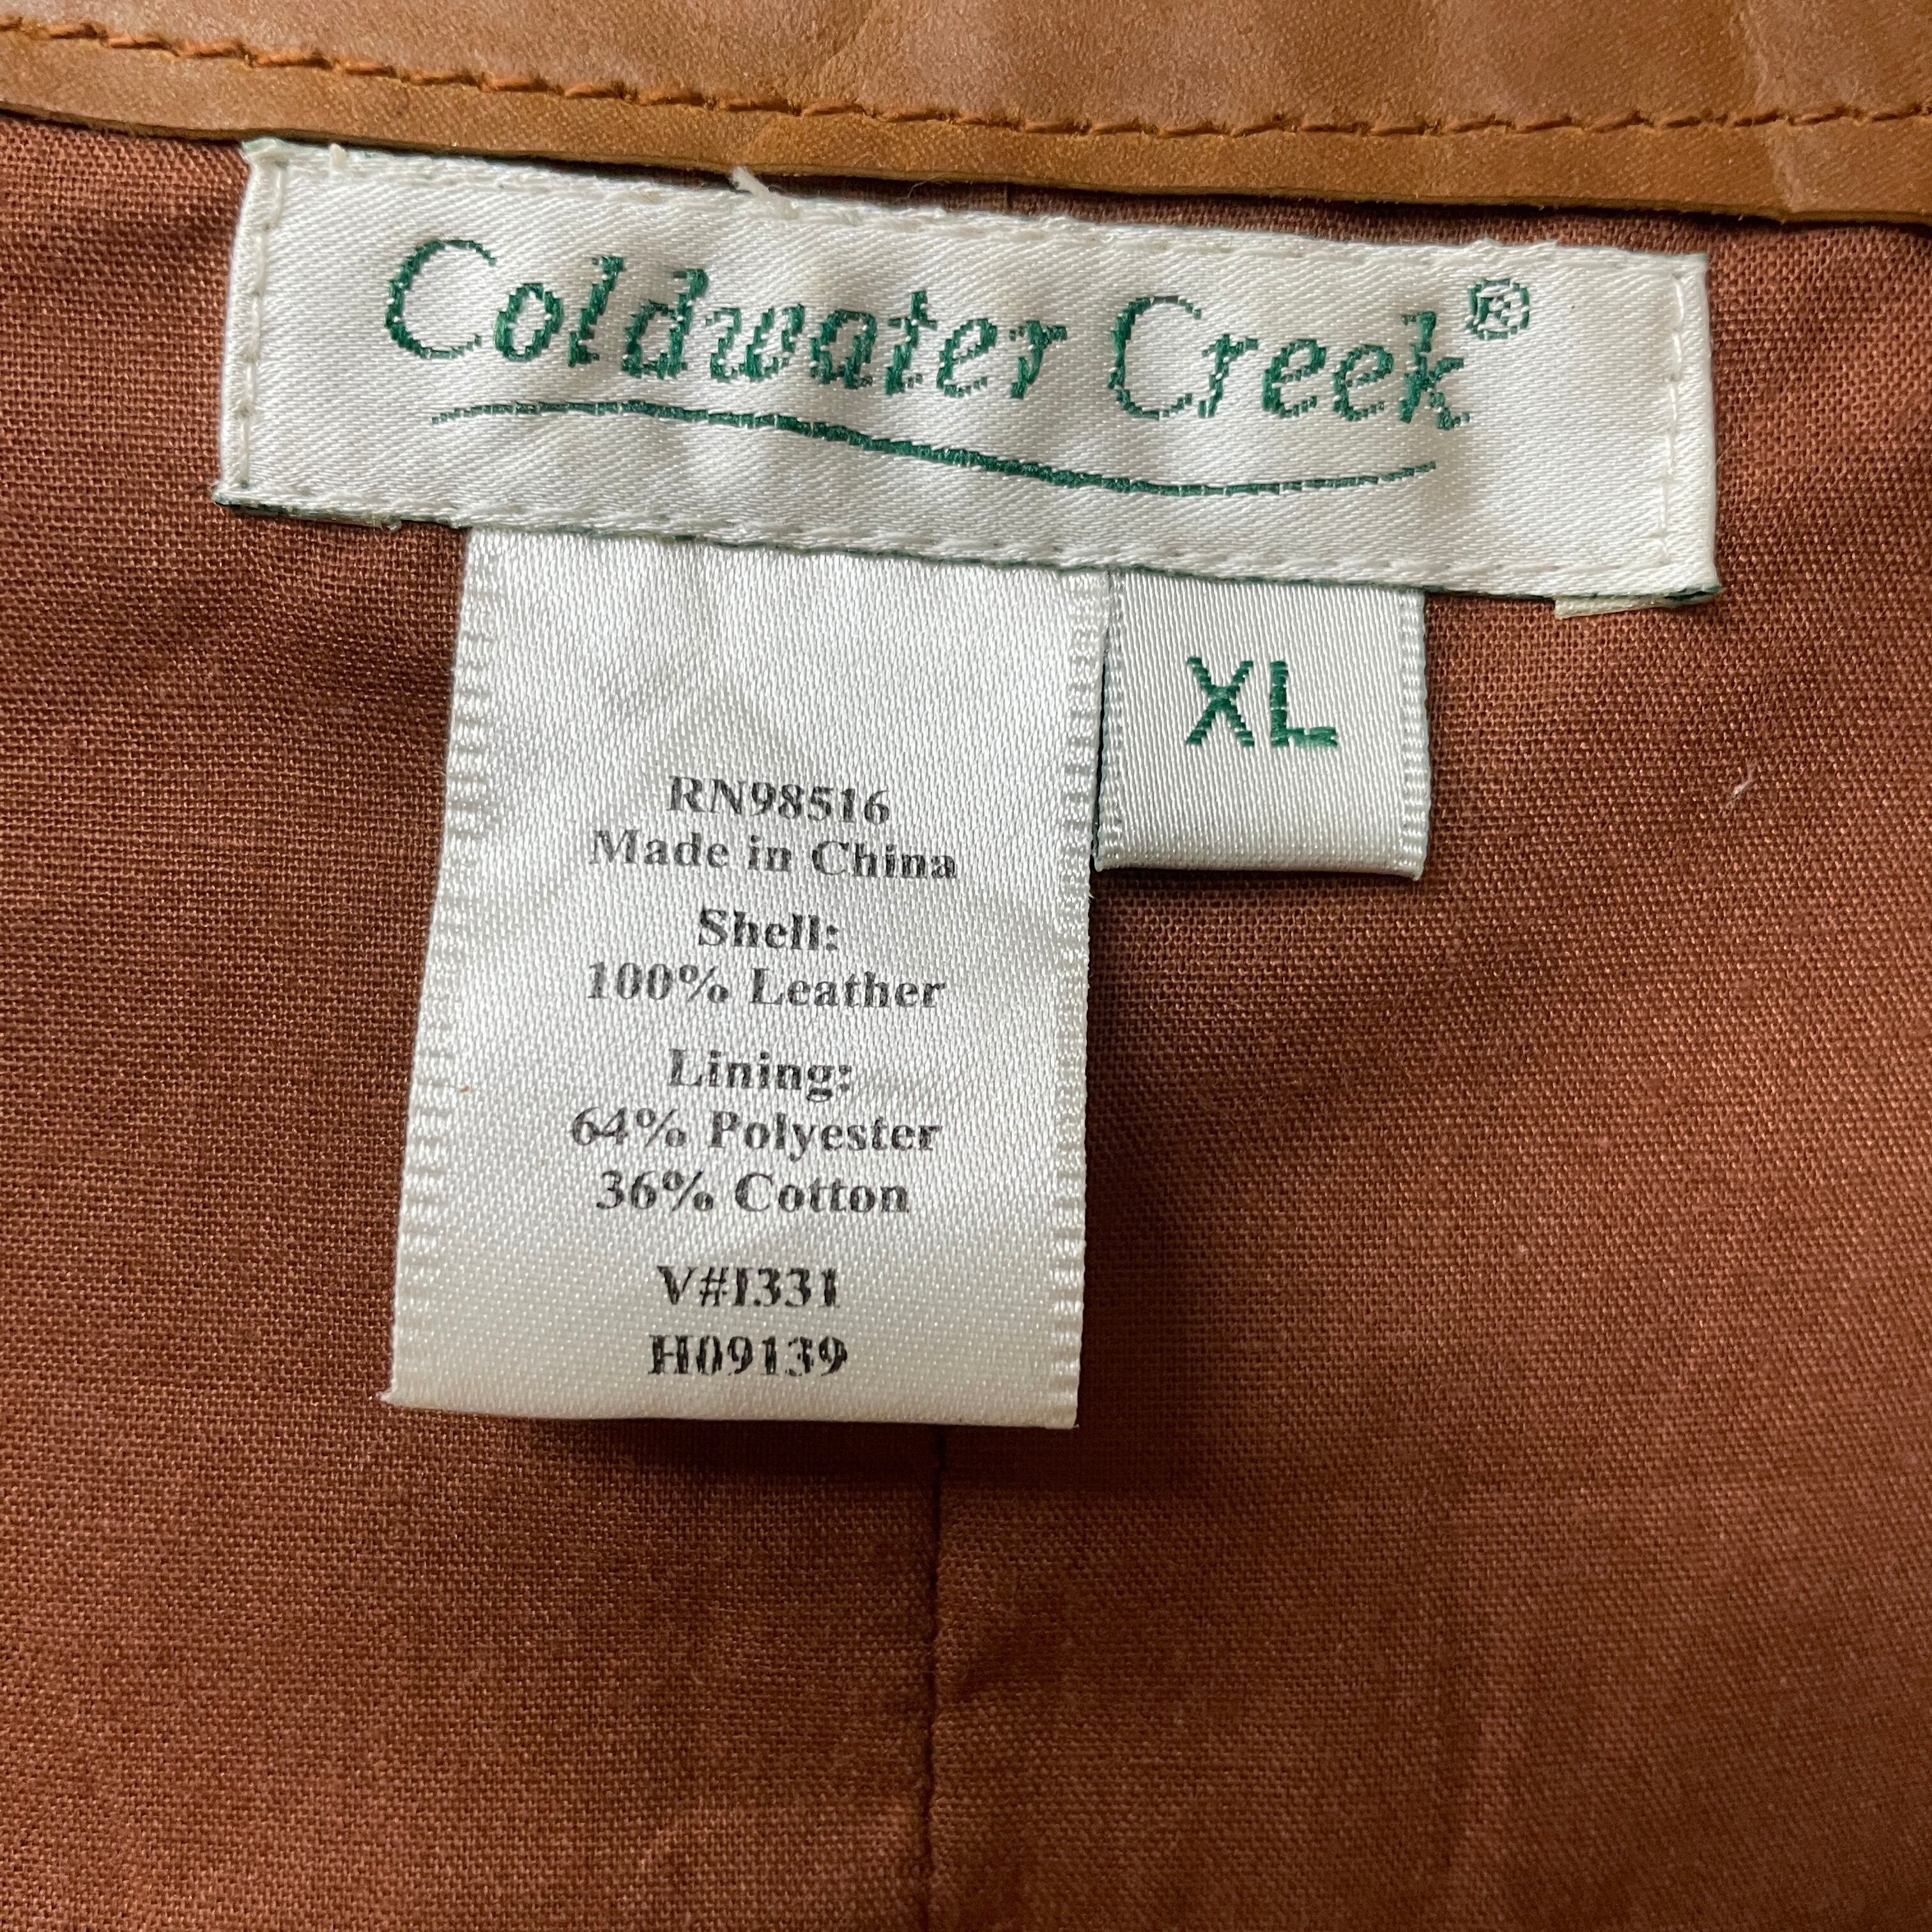 Coldwater Creek®
XL
RN98516
Made in China
Shell:
100% Leather
Lining:
64% Polyester
36% Cotton
V#I331
H09139